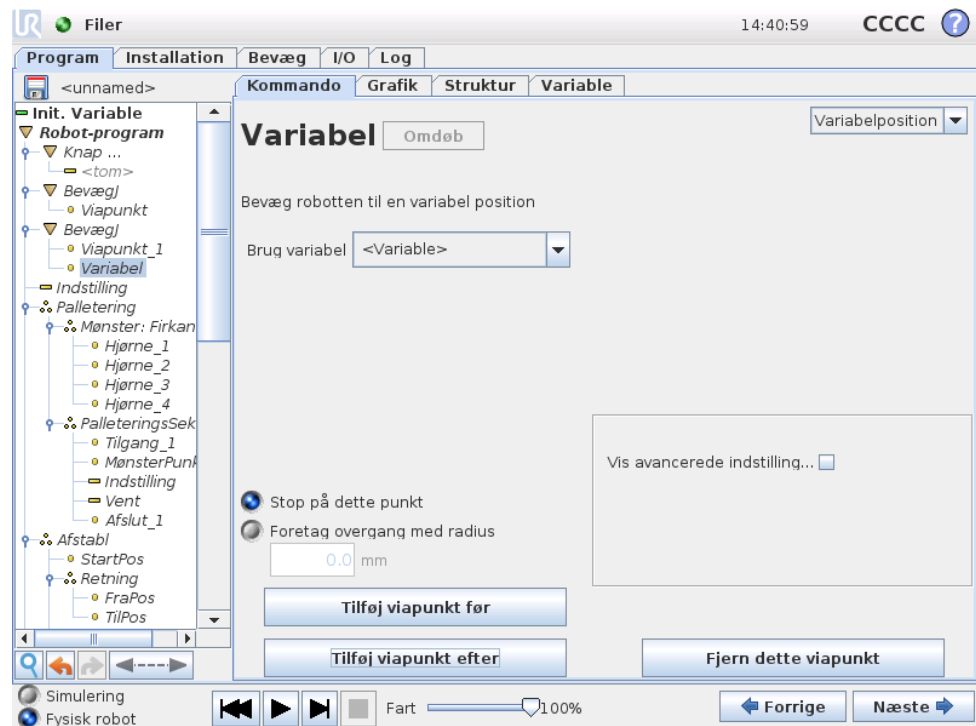 UR Filer 14:40:59 CCCC ?
Program Installation Bevæg I/O Log
<unnamed>
Kommando Grafik Struktur Variable
Init. Variable
Robot-program
Knap ...
<tom>
BevægJ
Viapunkt
BevægJ
Viapunkt_1
Variabel
Indstilling
Palletering
Mønster: Firkan
Hjørne_1
Hjørne_2
Hjørne_3
Hjørne_4
PalleteringsSek
Tilgang_1
MønsterPunk
Indstilling
Vent
Afslut_1
Afstabl
StartPos
Retning
FraPos
TilPos
Variabel Omdøb
Variabelposition
Bevæg robotten til en variabel position
Brug variabel <Variable>
Vis avancerede indstilling...
Stop på dette punkt
Foretag overgang med radius
0.0 mm
Tilføj viapunkt før
Tilføj viapunkt efter
Fjern dette viapunkt
Simulering
Fysisk robot
Fart 100%
Forrige
Næste